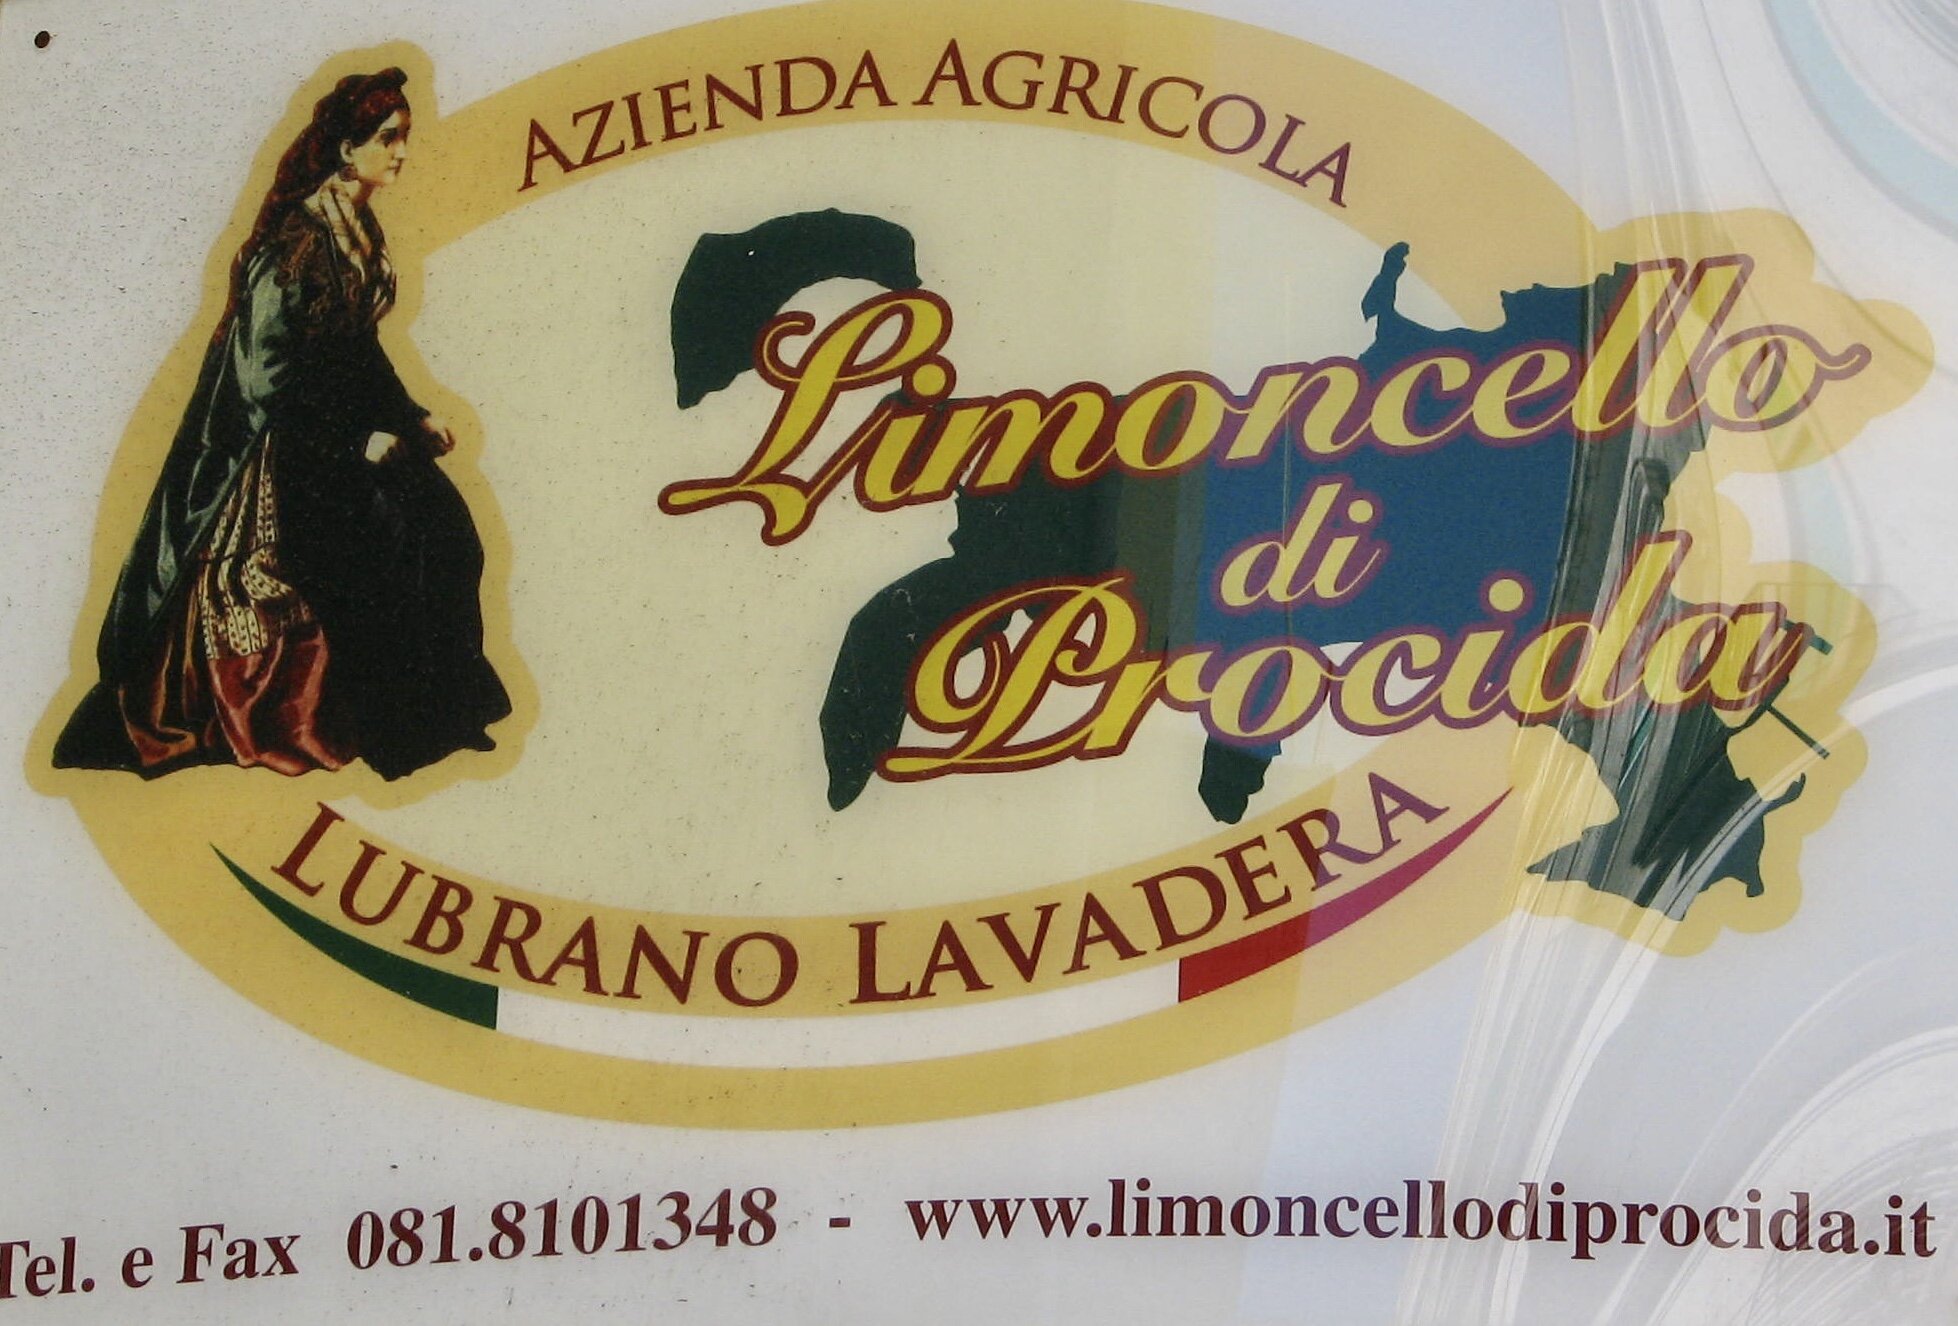 AZIENDA AGRICOLA
Limoncello
di
Procida
LUBRANO LAVADERA
Tel. e Fax 081.8101348 - www.limoncellodiprocida.it